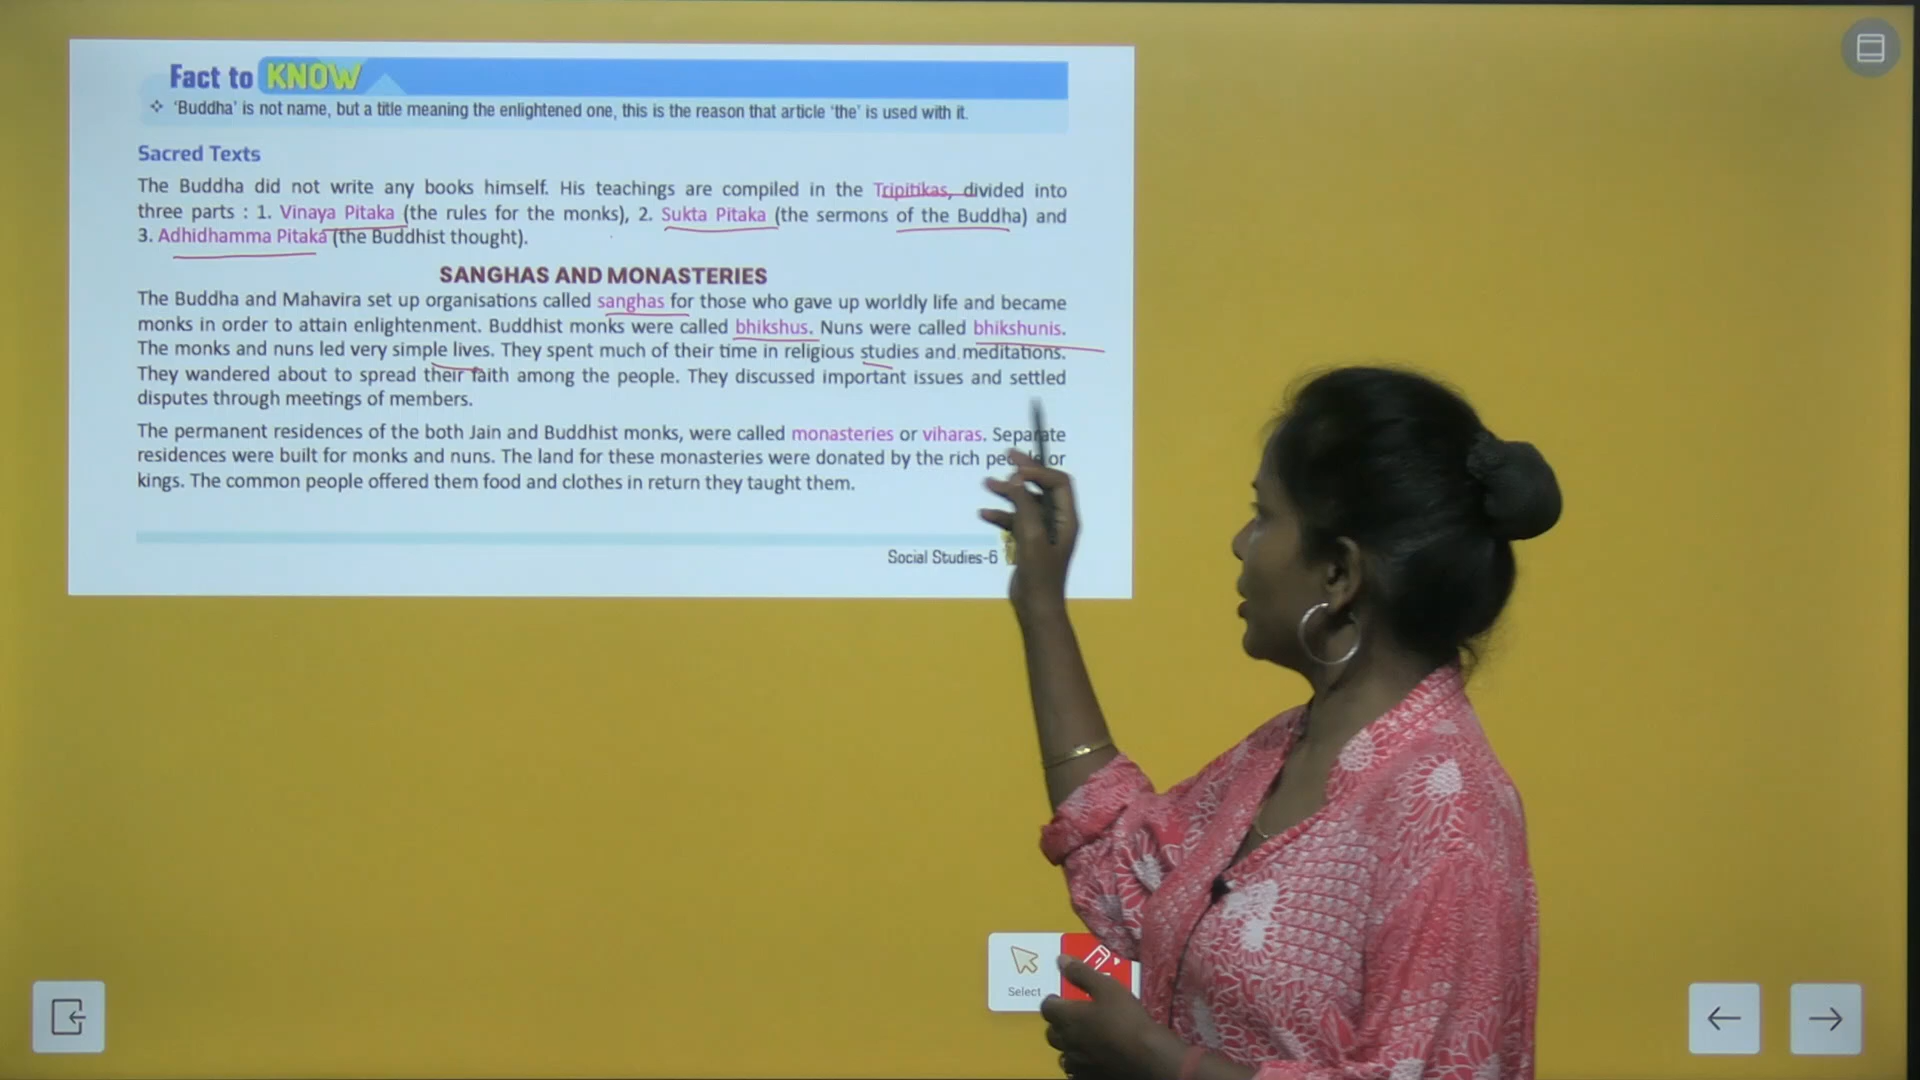 Fact to KNOW
❖ 'Buddha' is not name, but a title meaning the enlightened one, this is the reason that article 'the' is used with it.
Sacred Texts
The Buddha did not write any books himself. His teachings are compiled in the Tripitikas, divided into
three parts : 1. Vinaya Pitaka (the rules for the monks), 2. Sukta Pitaka (the sermons of the Buddha) and
3. Adhidhamma Pitaka (the Buddhist thought).
SANGHAS AND MONASTERIES
The Buddha and Mahavira set up organisations called sanghas for those who gave up worldly life and became
monks in order to attain enlightenment. Buddhist monks were called bhikshus. Nuns were called bhikshunis.
The monks and nuns led very simple lives. They spent much of their time in religious studies and meditations.
They wandered about to spread their faith among the people. They discussed important issues and settled
disputes through meetings of members.
The permanent residences of the both Jain and Buddhist monks, were called monasteries or viharas. Separate
residences were built for monks and nuns. The land for these monasteries were donated by the rich people or
kings. The common people offered them food and clothes in return they taught them.
Social Studies-6
Select